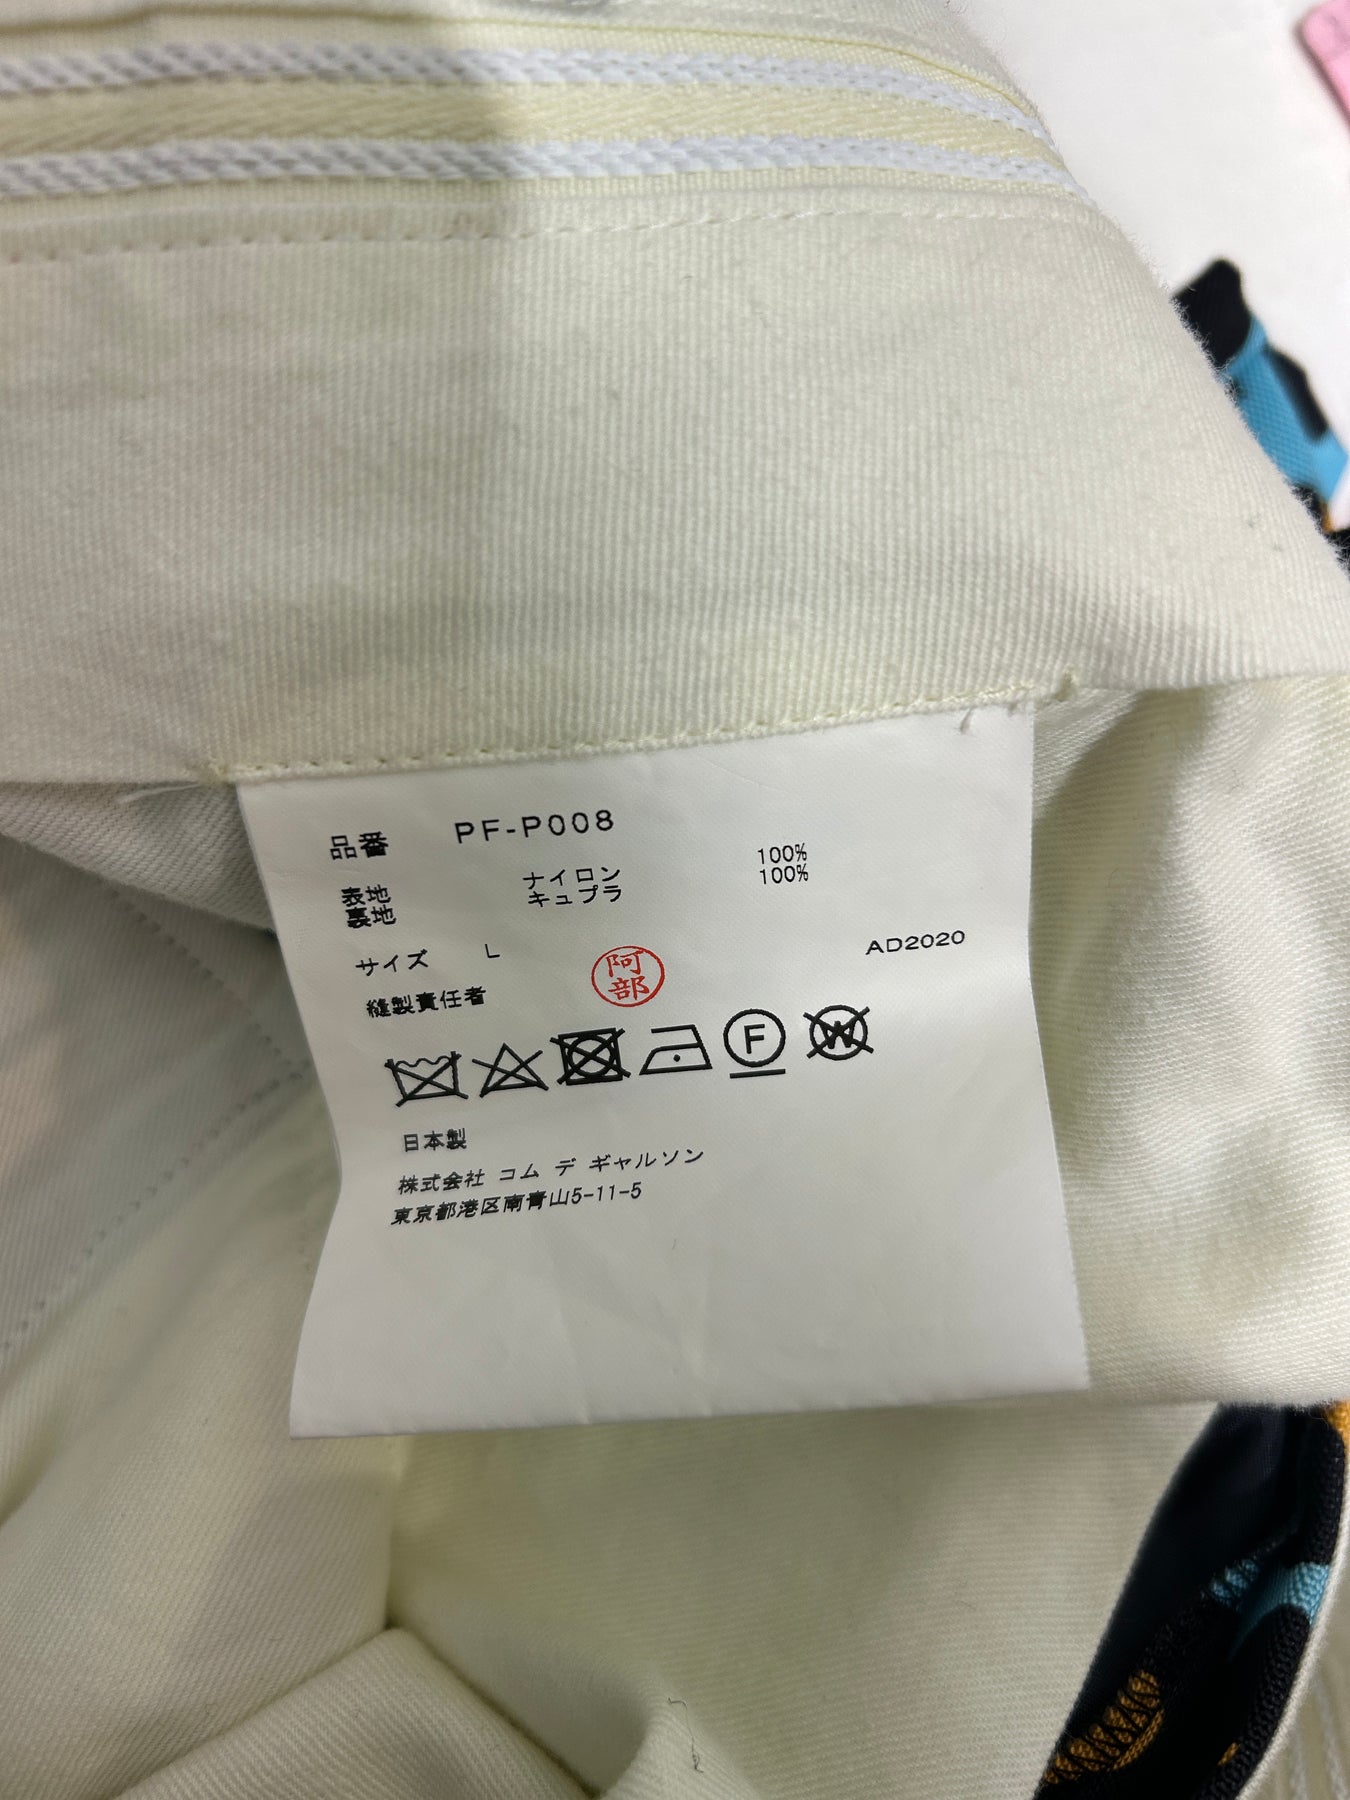 品番 PF-P008
表地 ナイロン 100%
裏地 キュプラ 100%
サイズ L AD2020
縫製責任者 阿部
F W
日本製
株式会社 コム デ ギャルソン
東京都港区南青山5-11-5